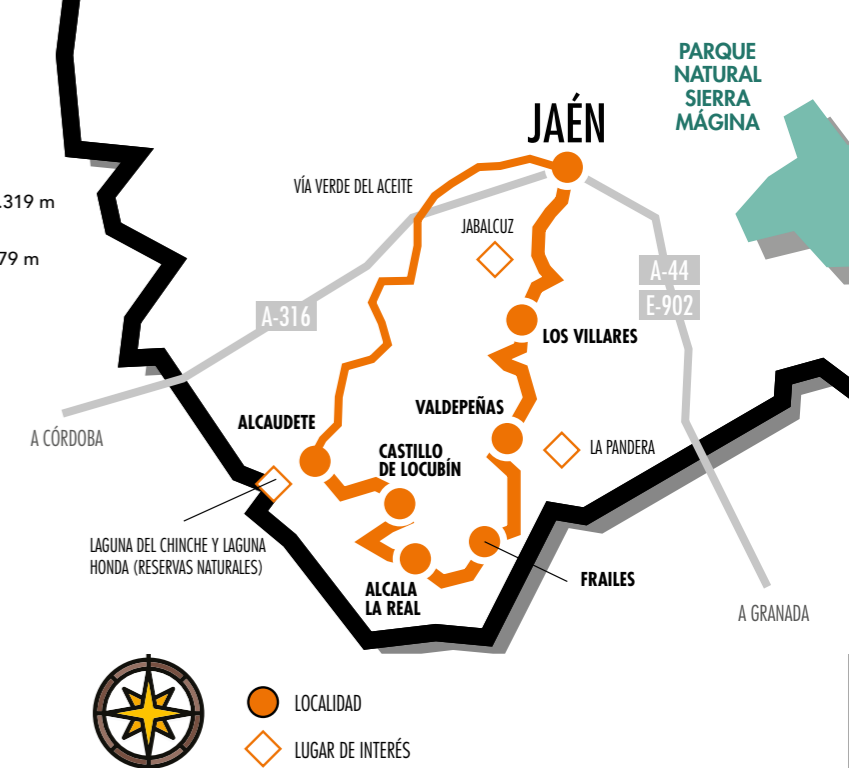 PARQUE
NATURAL
SIERRA
MÁGINA
JAÉN
VÍA VERDE DEL ACEITE
.319 m
JABALCUZ
79 m
A-44
E-902
A-316
LOS VILLARES
VALDEPEÑAS
ALCAUDETE
A CÓRDOBA
CASTILLO
DE LOCUBÍN
LA PANDERA
LAGUNA DEL CHINCHE Y LAGUNA
HONDA (RESERVAS NATURALES)
ALCALA
LA REAL
FRAILES
A GRANADA
LOCALIDAD
LUGAR DE INTERÉS